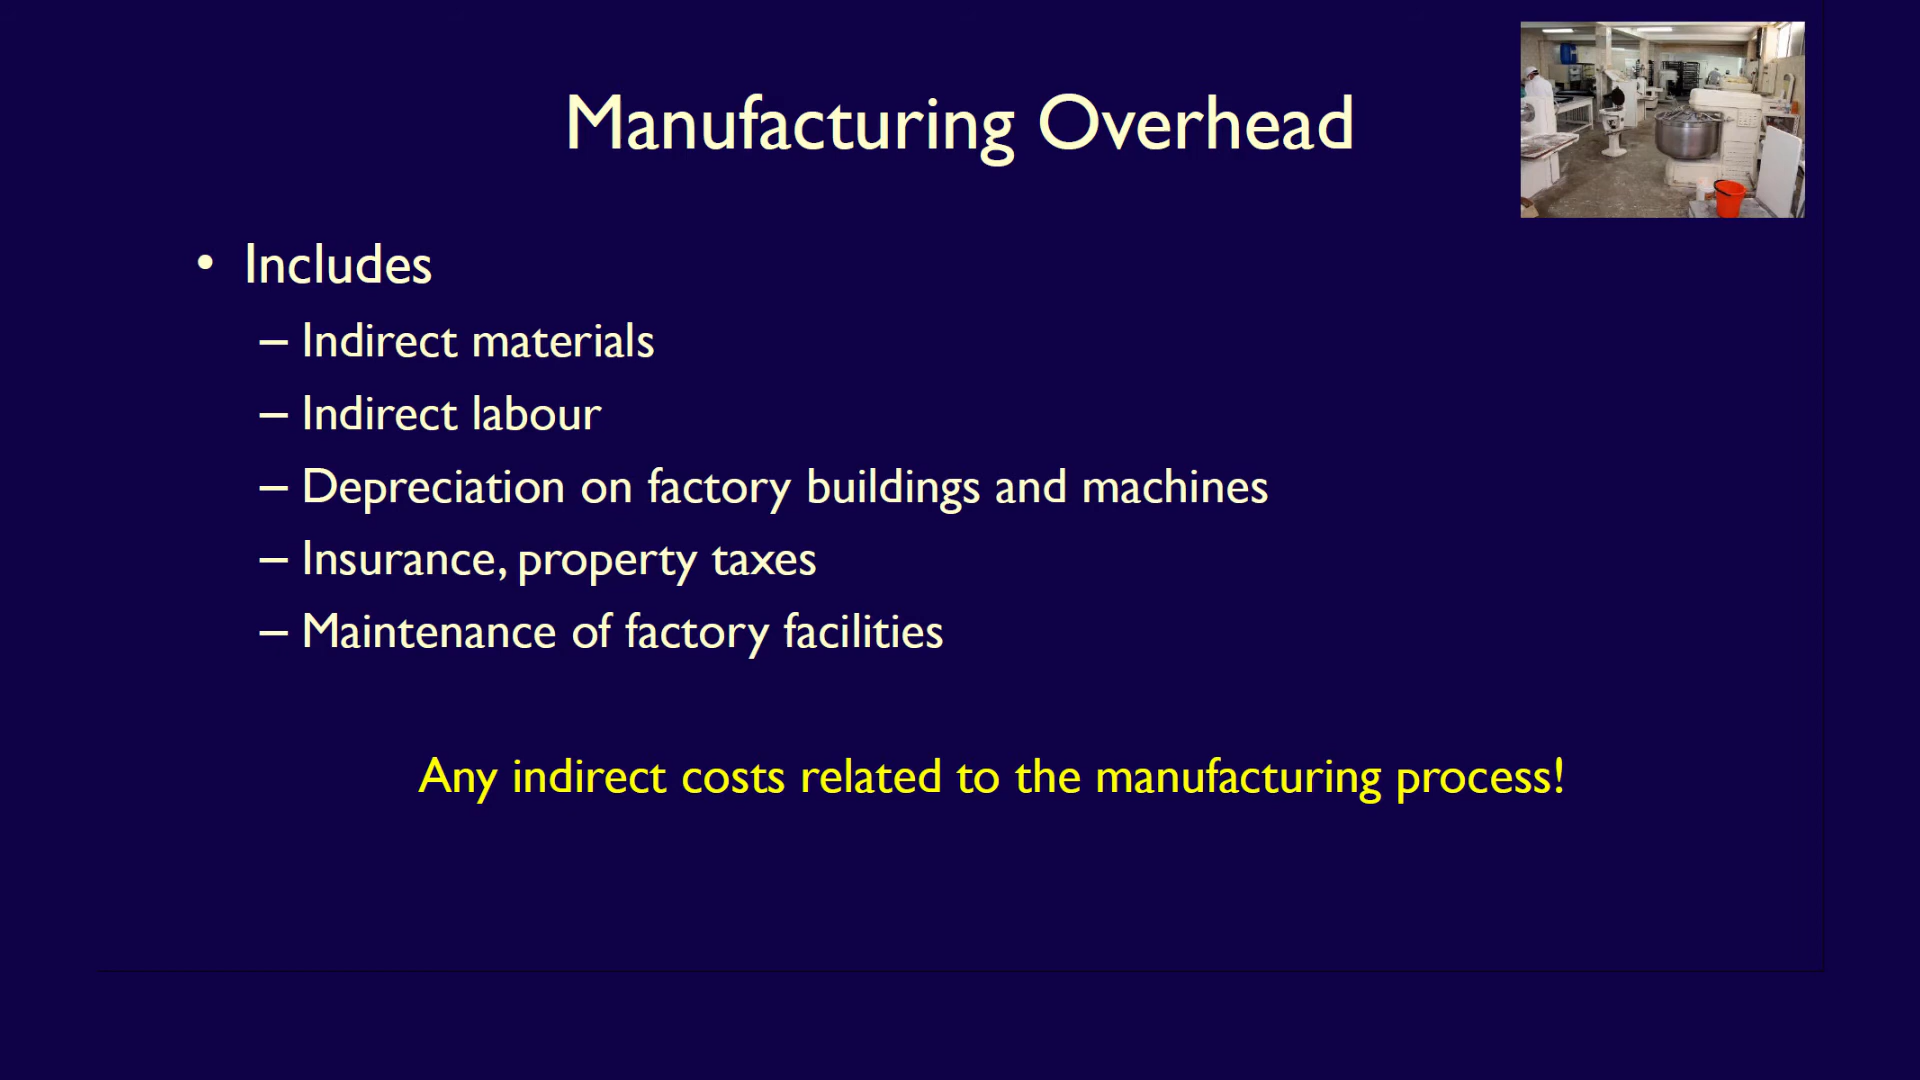 Manufacturing Overhead
• Includes
– Indirect materials
– Indirect labour
– Depreciation on factory buildings and machines
– Insurance, property taxes
– Maintenance of factory facilities
Any indirect costs related to the manufacturing process!